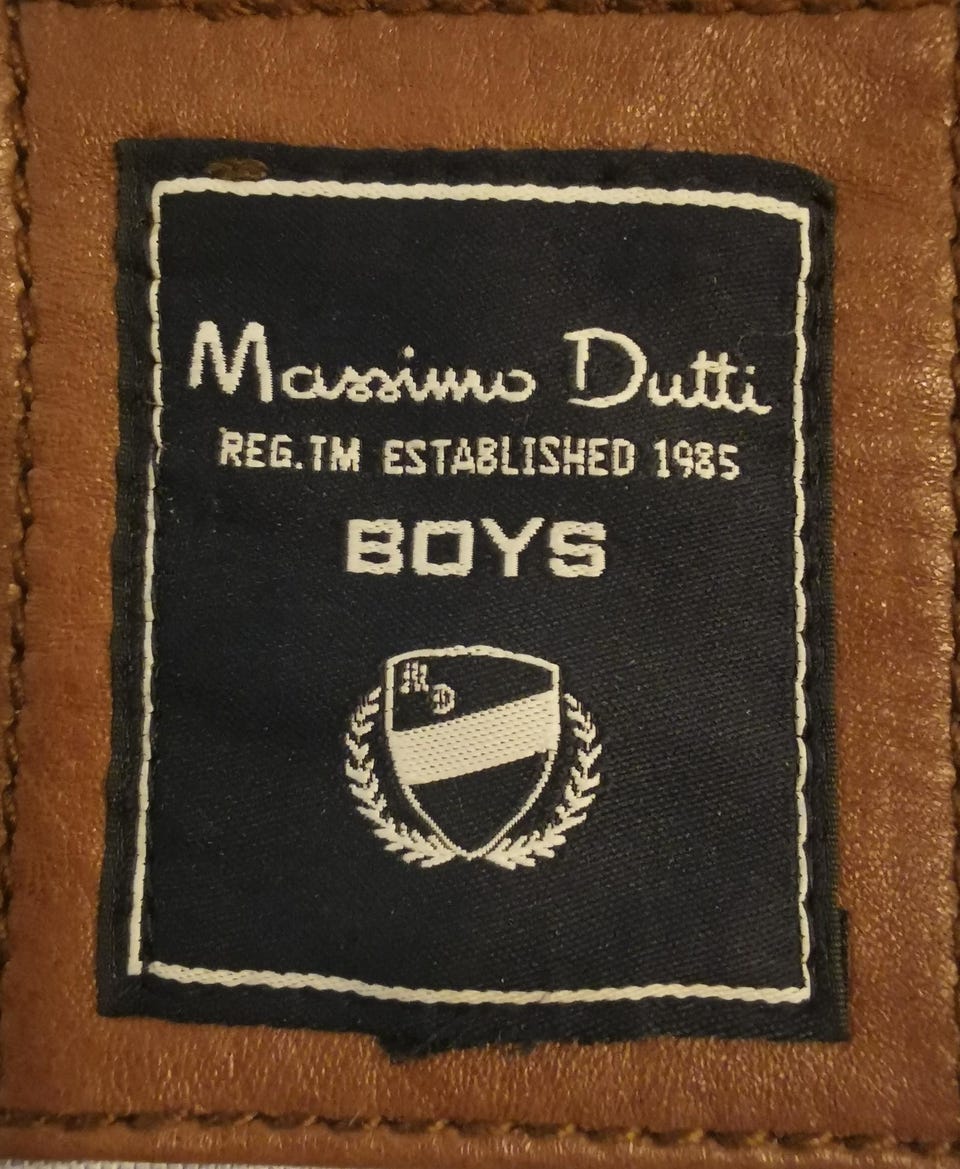 Massimo Dutti
REG.TM ESTABLISHED 1985
BOYS
M
D